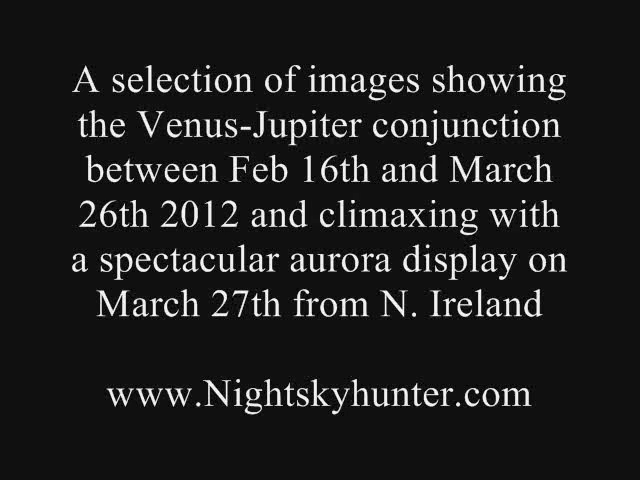 A selection of images showing
the Venus-Jupiter conjunction
between Feb 16th and March
26th 2012 and climaxing with
a spectacular aurora display on
March 27th from N. Ireland
www.Nightskyhunter.com